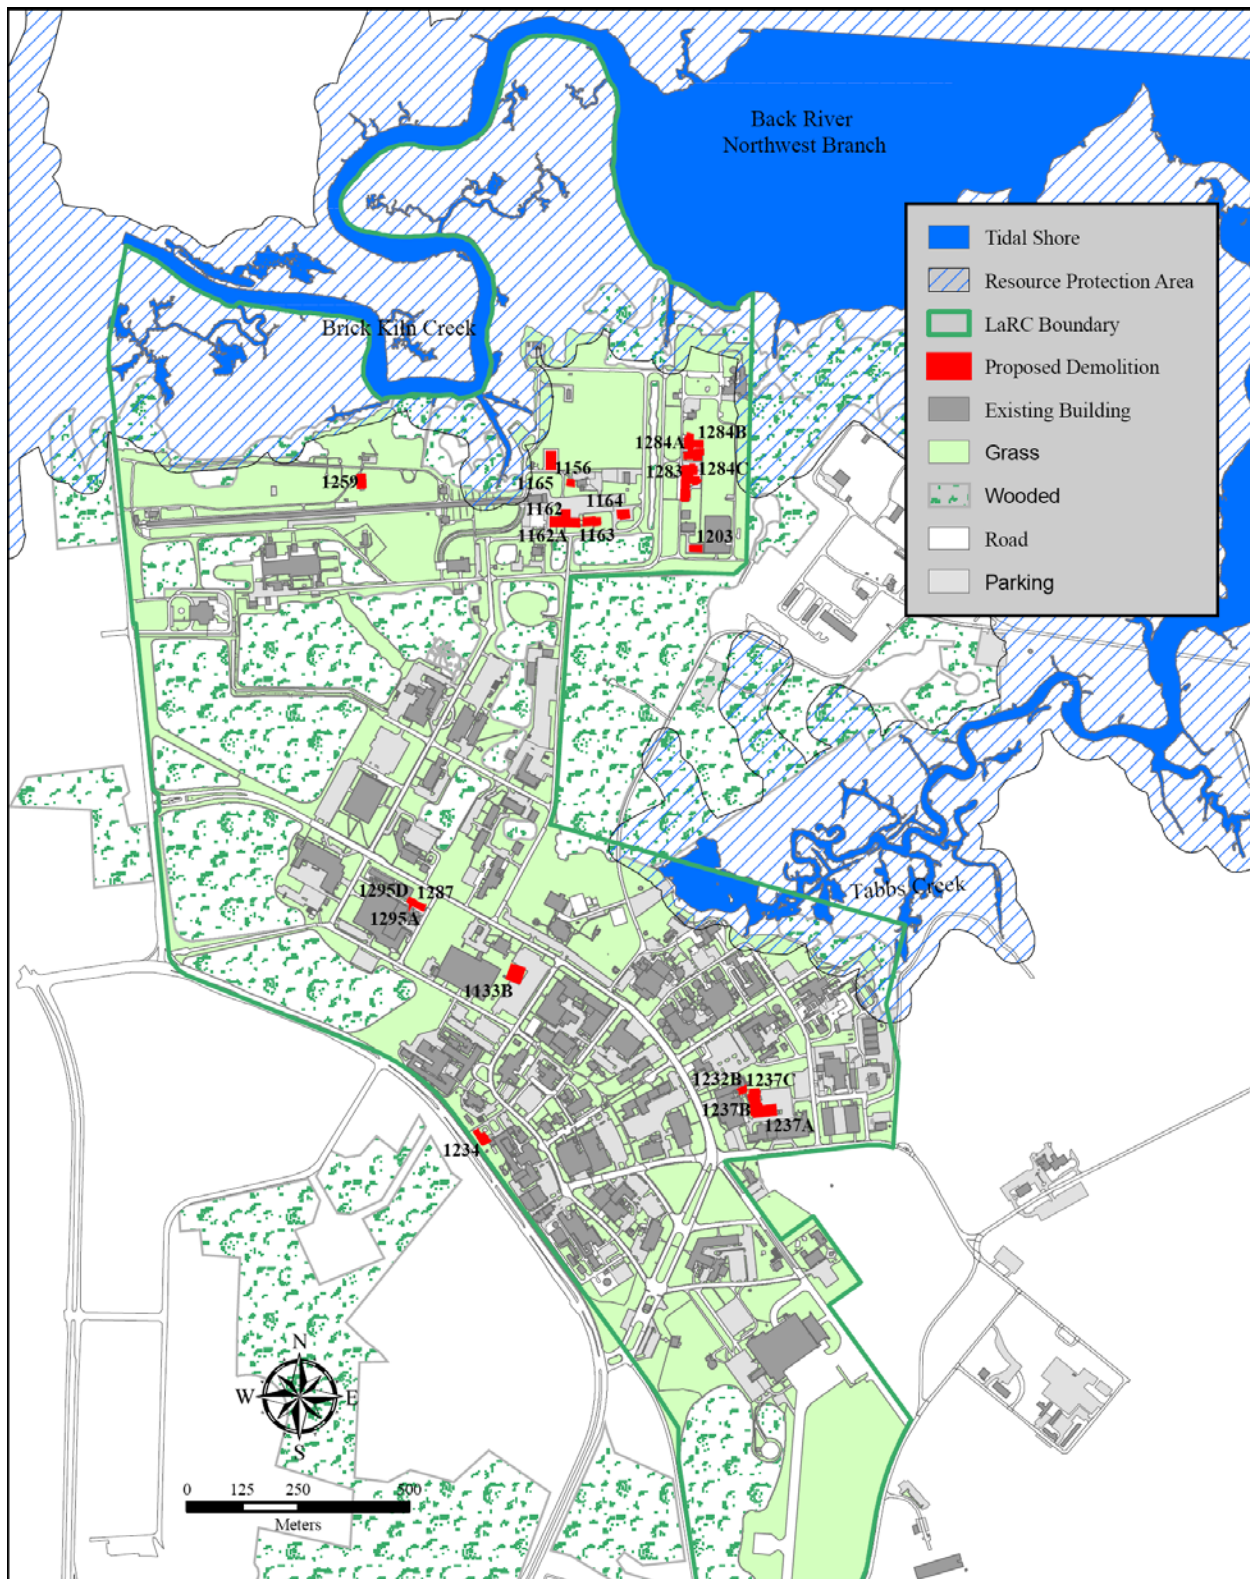 Back River
Northwest Branch
Tidal Shore
Resource Protection Area
LaRC Boundary
Proposed Demolition
Existing Building
Grass
Wooded
Road
Parking
Brick Kiln Creek
1284A
1284B
1283
1284C
1259
1156
1165
1162
1164
1162A
1163
1203
Tabbs Creek
1295D
1287
1295A
1133B
1232B
1237C
1237B
1237A
1234
N
W
E
S
0
125
250
500
Meters